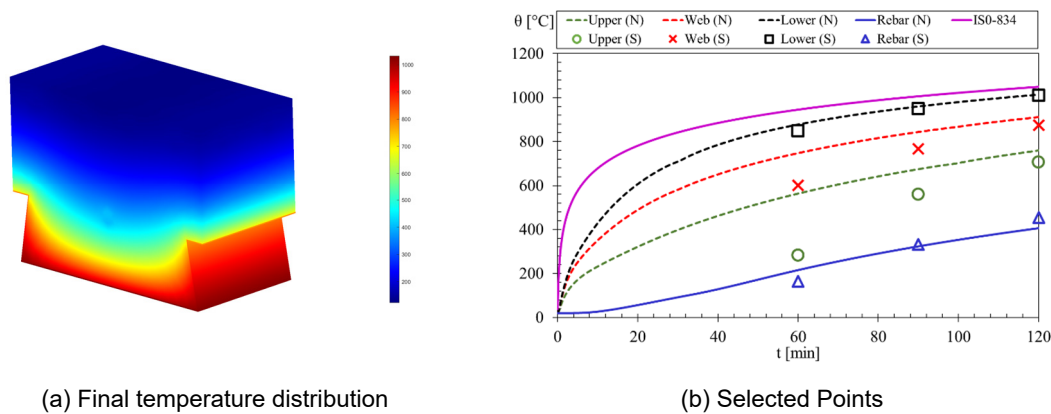 1000
900
800
700
600
500
400
300
200
θ [°C]
Upper (N) Web (N) Lower (N) Rebar (N) IS0-834
Upper (S) Web (S) Lower (S) Rebar (S)
1200
1000
800
600
400
200
0
0 20 40 60 80 100 120
t [min]
(a) Final temperature distribution (b) Selected Points